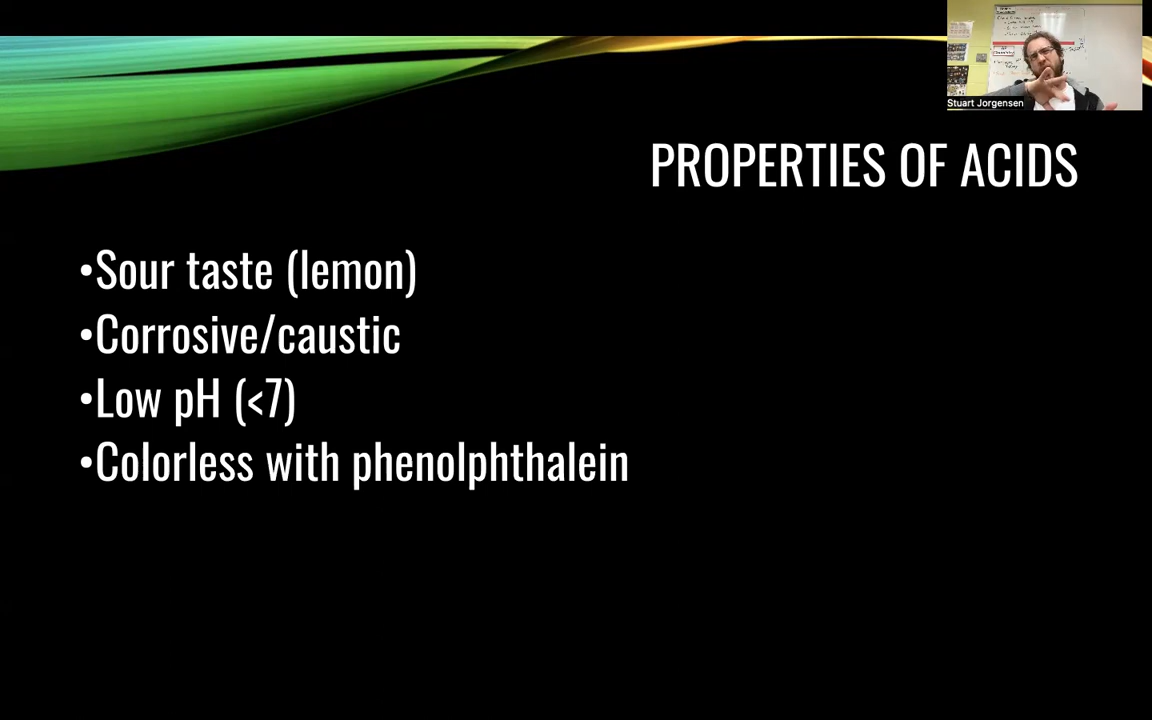 Stuart Jorgensen
PROPERTIES OF ACIDS
•Sour taste (lemon)
•Corrosive/caustic
•Low pH (<7)
•Colorless with phenolphthalein